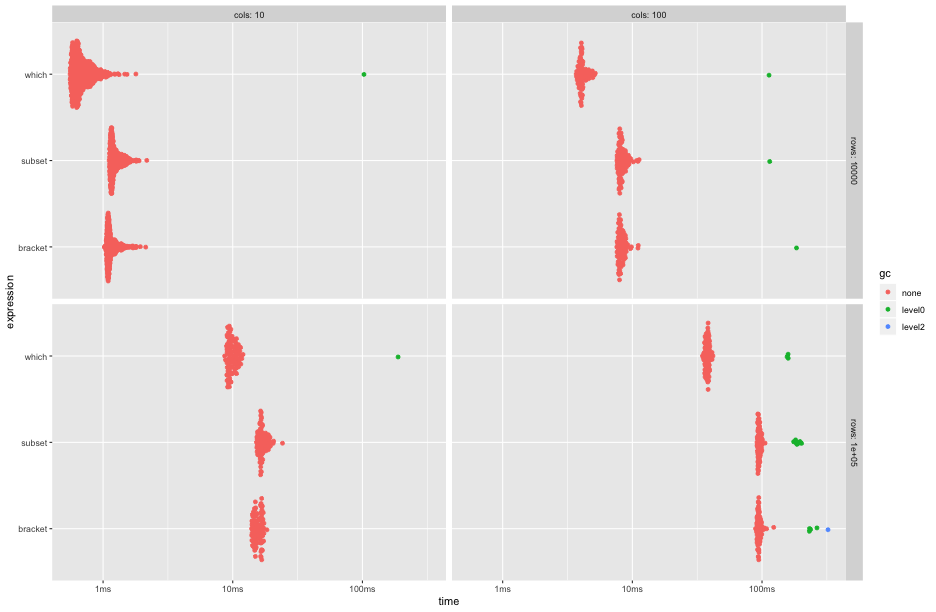 cols: 10
cols: 100
which
subset
bracket
rows: 10000
which
subset
bracket
rows: 1e+05
expression
1ms
10ms
100ms
1ms
10ms
100ms
time
gc
none
level0
level2